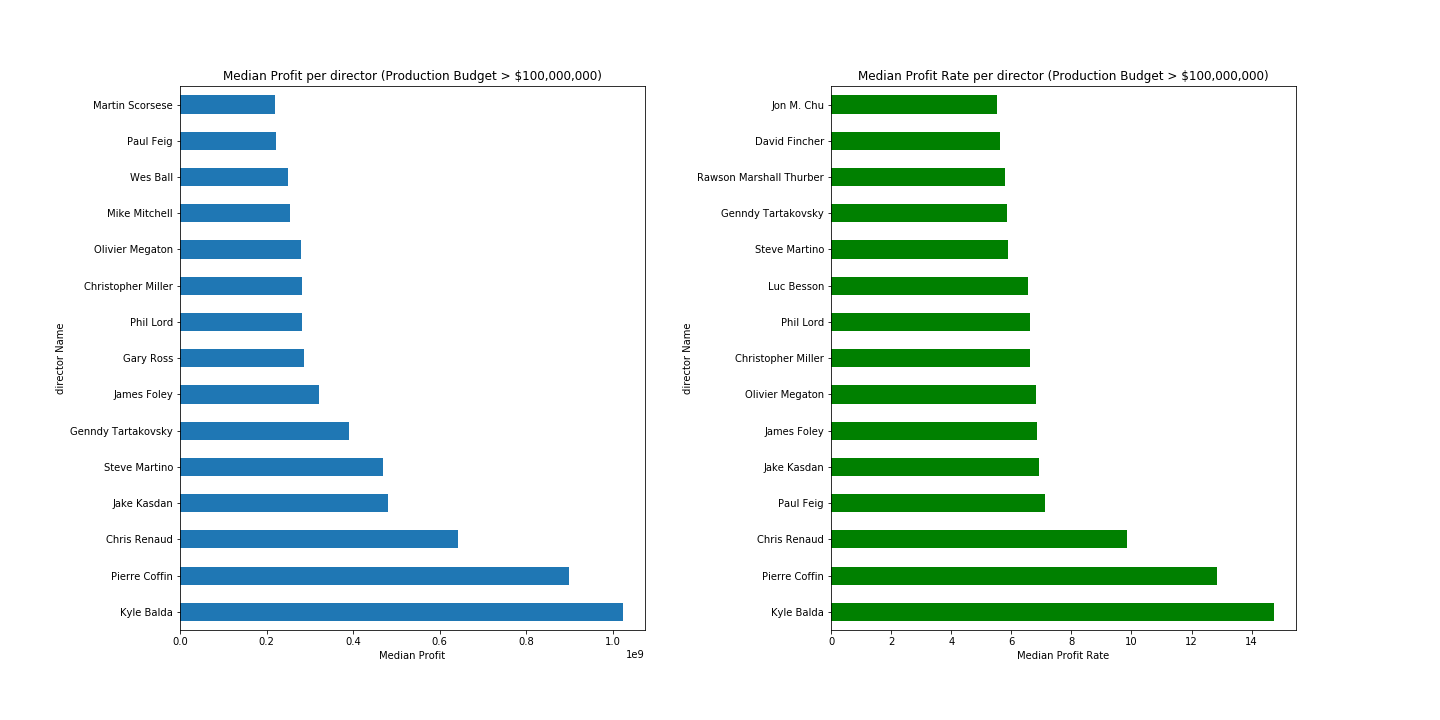 Median Profit per director (Production Budget > $100,000,000)
director Name
Martin Scorsese
Paul Feig
Wes Ball
Mike Mitchell
Olivier Megaton
Christopher Miller
Phil Lord
Gary Ross
James Foley
Genndy Tartakovsky
Steve Martino
Jake Kasdan
Chris Renaud
Pierre Coffin
Kyle Balda
0.0 0.2 0.4 0.6 0.8 1.0
1e9
Median Profit
Median Profit Rate per director (Production Budget > $100,000,000)
director Name
Jon M. Chu
David Fincher
Rawson Marshall Thurber
Genndy Tartakovsky
Steve Martino
Luc Besson
Phil Lord
Christopher Miller
Olivier Megaton
James Foley
Jake Kasdan
Paul Feig
Chris Renaud
Pierre Coffin
Kyle Balda
0 2 4 6 8 10 12 14
Median Profit Rate